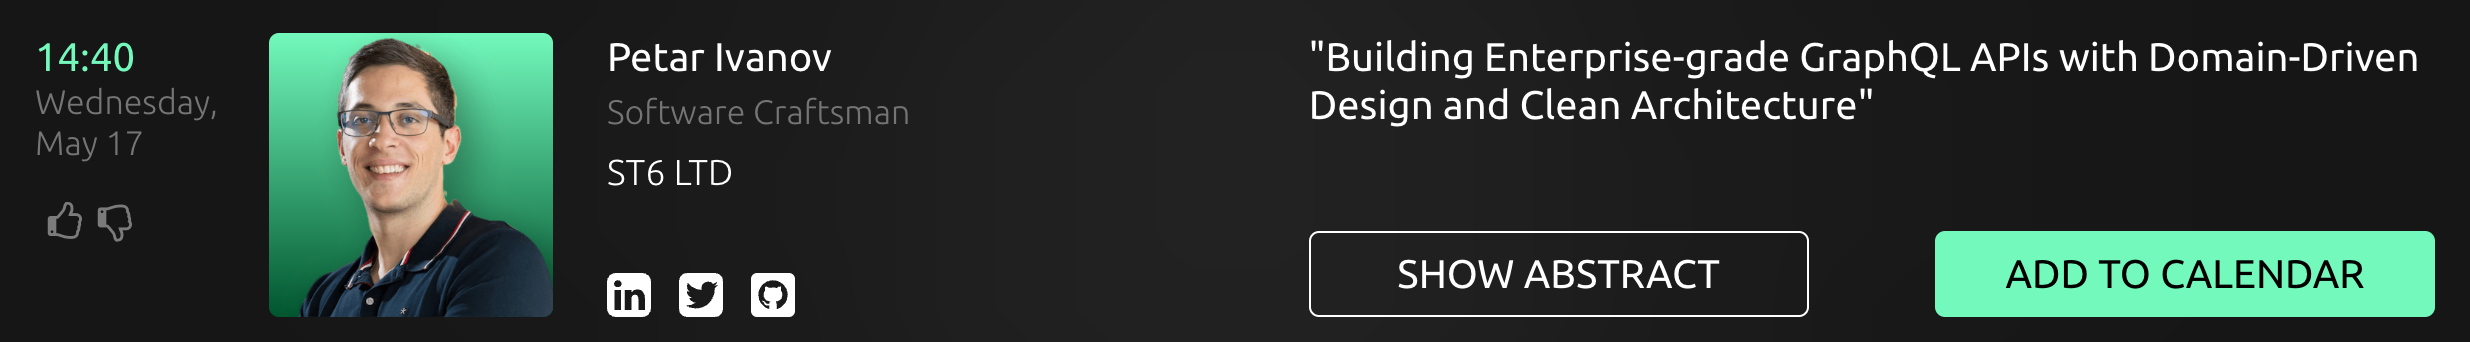 14:40
Wednesday,
May 17
Petar Ivanov
Software Craftsman
ST6 LTD
in
"Building Enterprise-grade GraphQL APIs with Domain-Driven
Design and Clean Architecture"
SHOW ABSTRACT
ADD TO CALENDAR